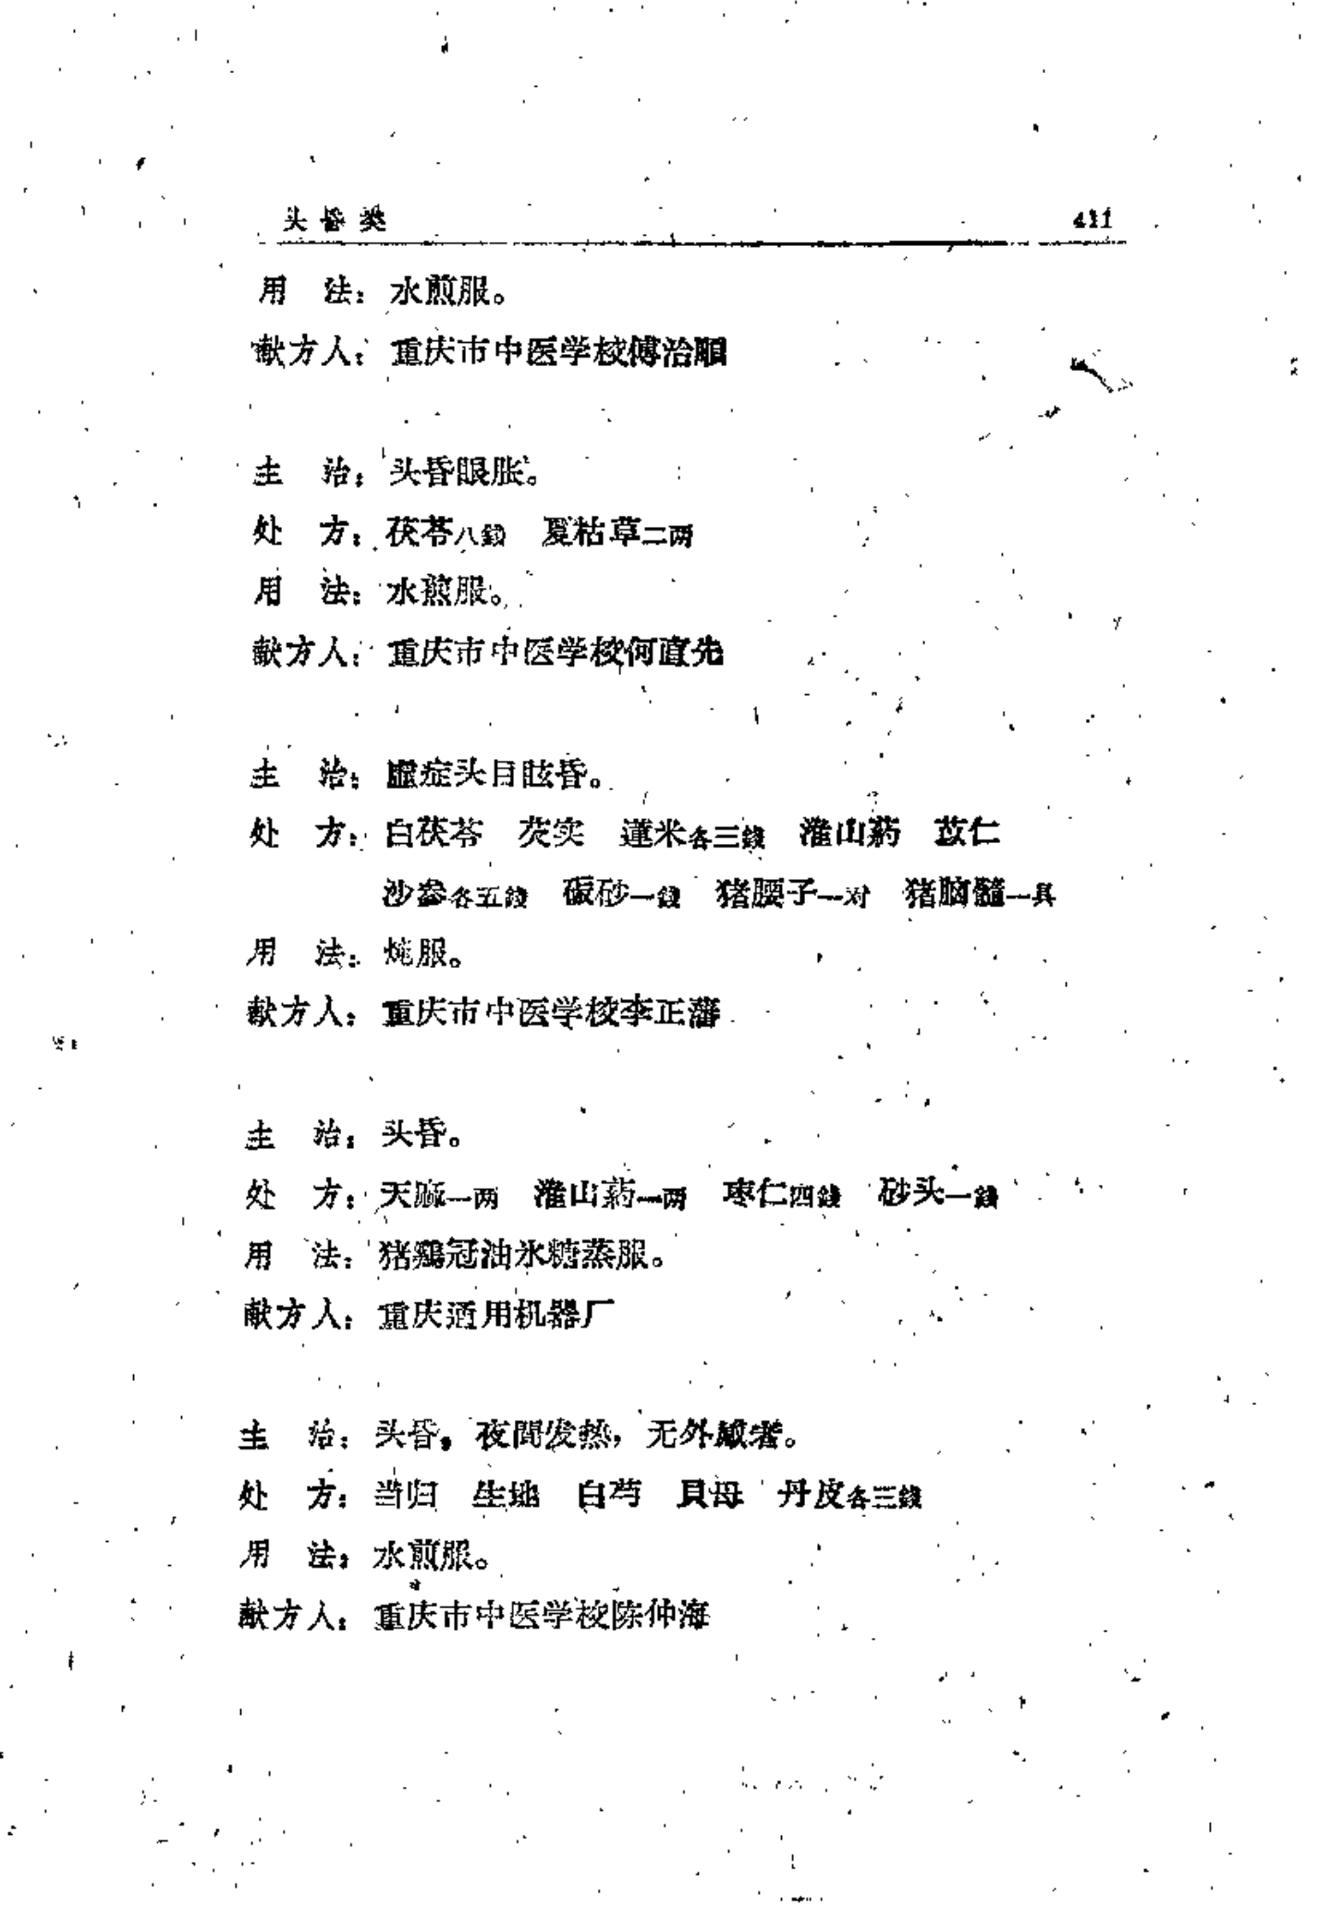 头昏类 411
用 法：水煎服。
献方人：重庆市中医学校傅治順
主 治：头昏眼胀。
处 方：茯苓八錢 夏枯草二两
用 法：水煎服。
献方人：重庆市中医学校何直先
主 治：虛症头目眩昏。
处 方：白茯苓 芡实 蓮米各三錢 淮山葯 苡仁
沙参各五錢 砂一錢 猪腰子一对 猪脑髓一具
用 法：炖服。
献方人：重庆市中医学校李正藩
主 治：头昏。
处 方：天麻一两 淮山葯一两 枣仁四錢 砂头一錢
用 法：猪鷄冠油氷糖蒸服。
献方人：重庆通用机器厂
主 治：头昏，夜間发热，无外感者。
处 方：当归 生地 白芍 貝母 丹皮各三錢
用 法：水煎服。
献方人：重庆市中医学校陈仲海